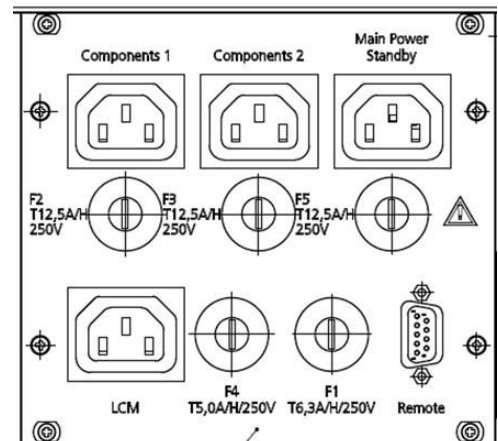 Components 1
Components 2
Main Power
Standby
F2
T12,5A/H
250V
F3
T12,5A/H
250V
F5
T12,5A/H
250V
LCM
F4
T5,0A/H/250V
F1
T6,3A/H/250V
Remote